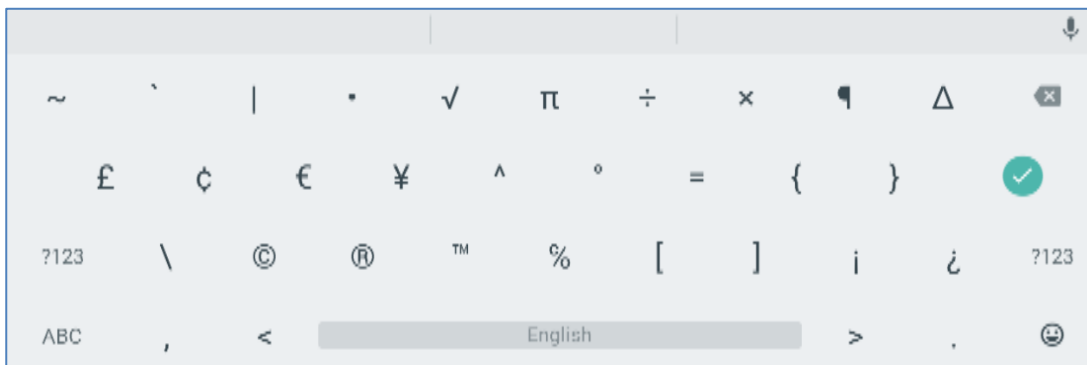 ~ ` | • √ π ÷ × ¶ Δ
£ ¢ € ¥ ^ ° = { }
?123 \ © ® ™ ℅ [ ] ¡ ¿ ?123
ABC , < English > .